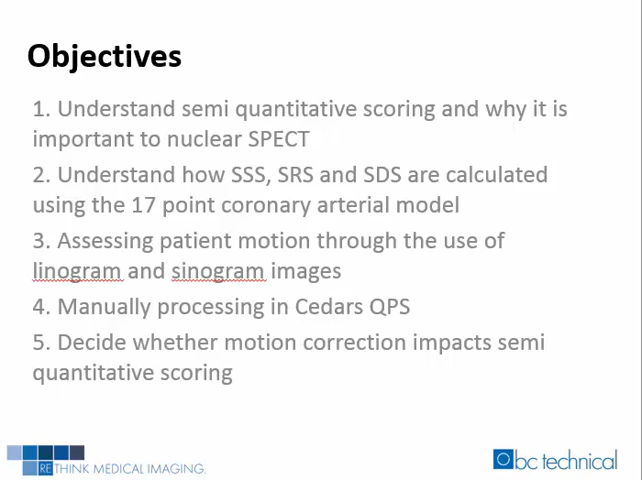 Objectives
1. Understand semi quantitative scoring and why it is
important to nuclear SPECT
2. Understand how SSS, SRS and SDS are calculated
using the 17 point coronary arterial model
3. Assessing patient motion through the use of
linogram and sinogram images
4. Manually processing in Cedars QPS
5. Decide whether motion correction impacts semi
quantitative scoring
RETHINK MEDICAL IMAGING.
bc technical